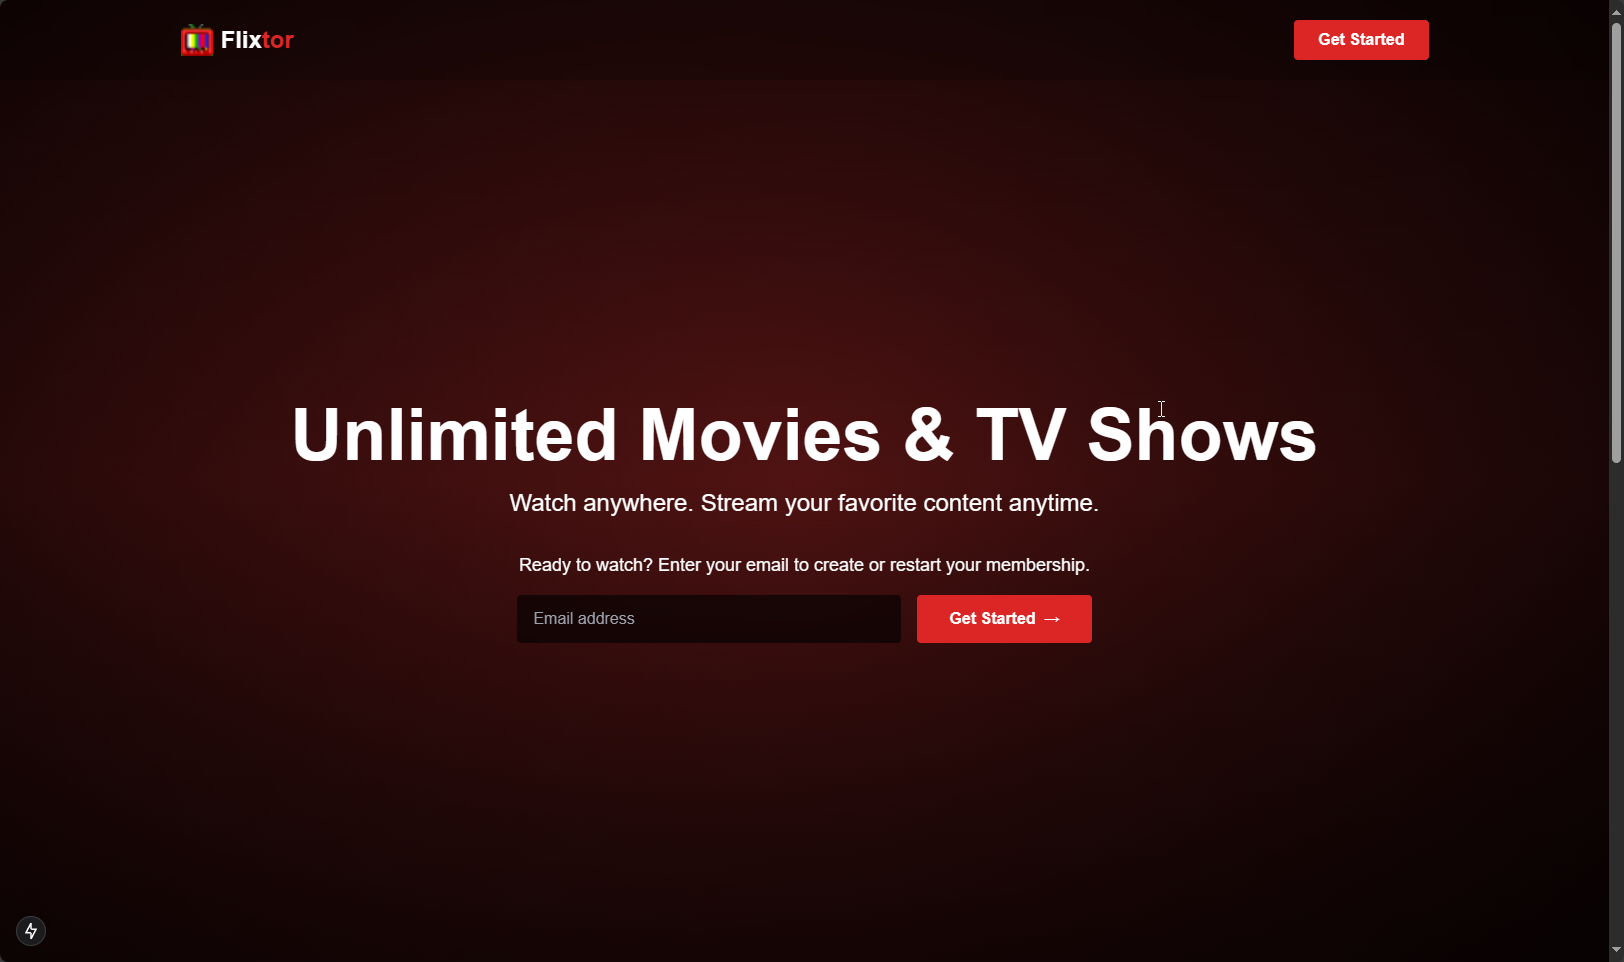 Flixtor
Get Started
Unlimited Movies & TV Shows
Watch anywhere. Stream your favorite content anytime.
Ready to watch? Enter your email to create or restart your membership.
Email address
Get Started →